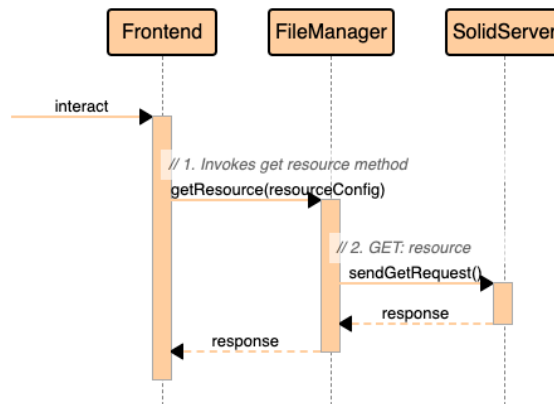 Frontend
FileManager
SolidServer
interact
// 1. Invokes get resource method
getResource(resourceConfig)
// 2. GET: resource
sendGetRequest()
response
response